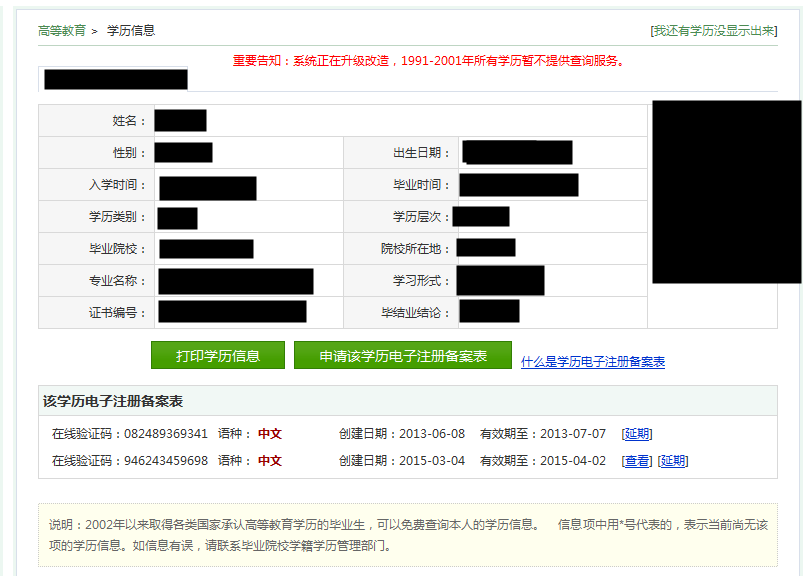 高等教育 > 学历信息 [我还有学历没显示出来]
重要告知：系统正在升级改造，1991-2001年所有学历暂不提供查询服务。
姓名：
性别： 出生日期：
入学时间： 毕业时间：
学历类别： 学历层次：
毕业院校： 院校所在地：
专业名称： 学习形式：
证书编号： 毕结业结论：
打印学历信息 申请该学历电子注册备案表 什么是学历电子注册备案表
该学历电子注册备案表
在线验证码：082489369341 语种：中文 创建日期：2013-06-08 有效期至：2013-07-07 [延期]
在线验证码：946243459698 语种：中文 创建日期：2015-03-04 有效期至：2015-04-02 [查看] [延期]
说明：2002年以来取得各类国家承认高等教育学历的毕业生，可以免费查询本人的学历信息。 信息项中用*号代表的，表示当前尚无该
项的学历信息。如信息有误，请联系毕业院校学籍学历管理部门。